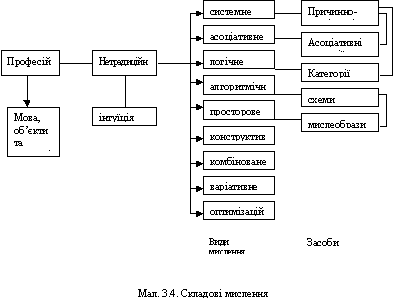 системне
Причинно-
асоціативне
Асоціативні
Професій
Нетрадиційн
логічне
Категорії
алгоритмічн
схеми
Мова,
об’єкти
та
інтуїція
просторове
мислеобрази
конструктив
комбіноване
варіативне
оптимізацій
Види
мислення
Засоби
Мал. 3.4. Складові мислення